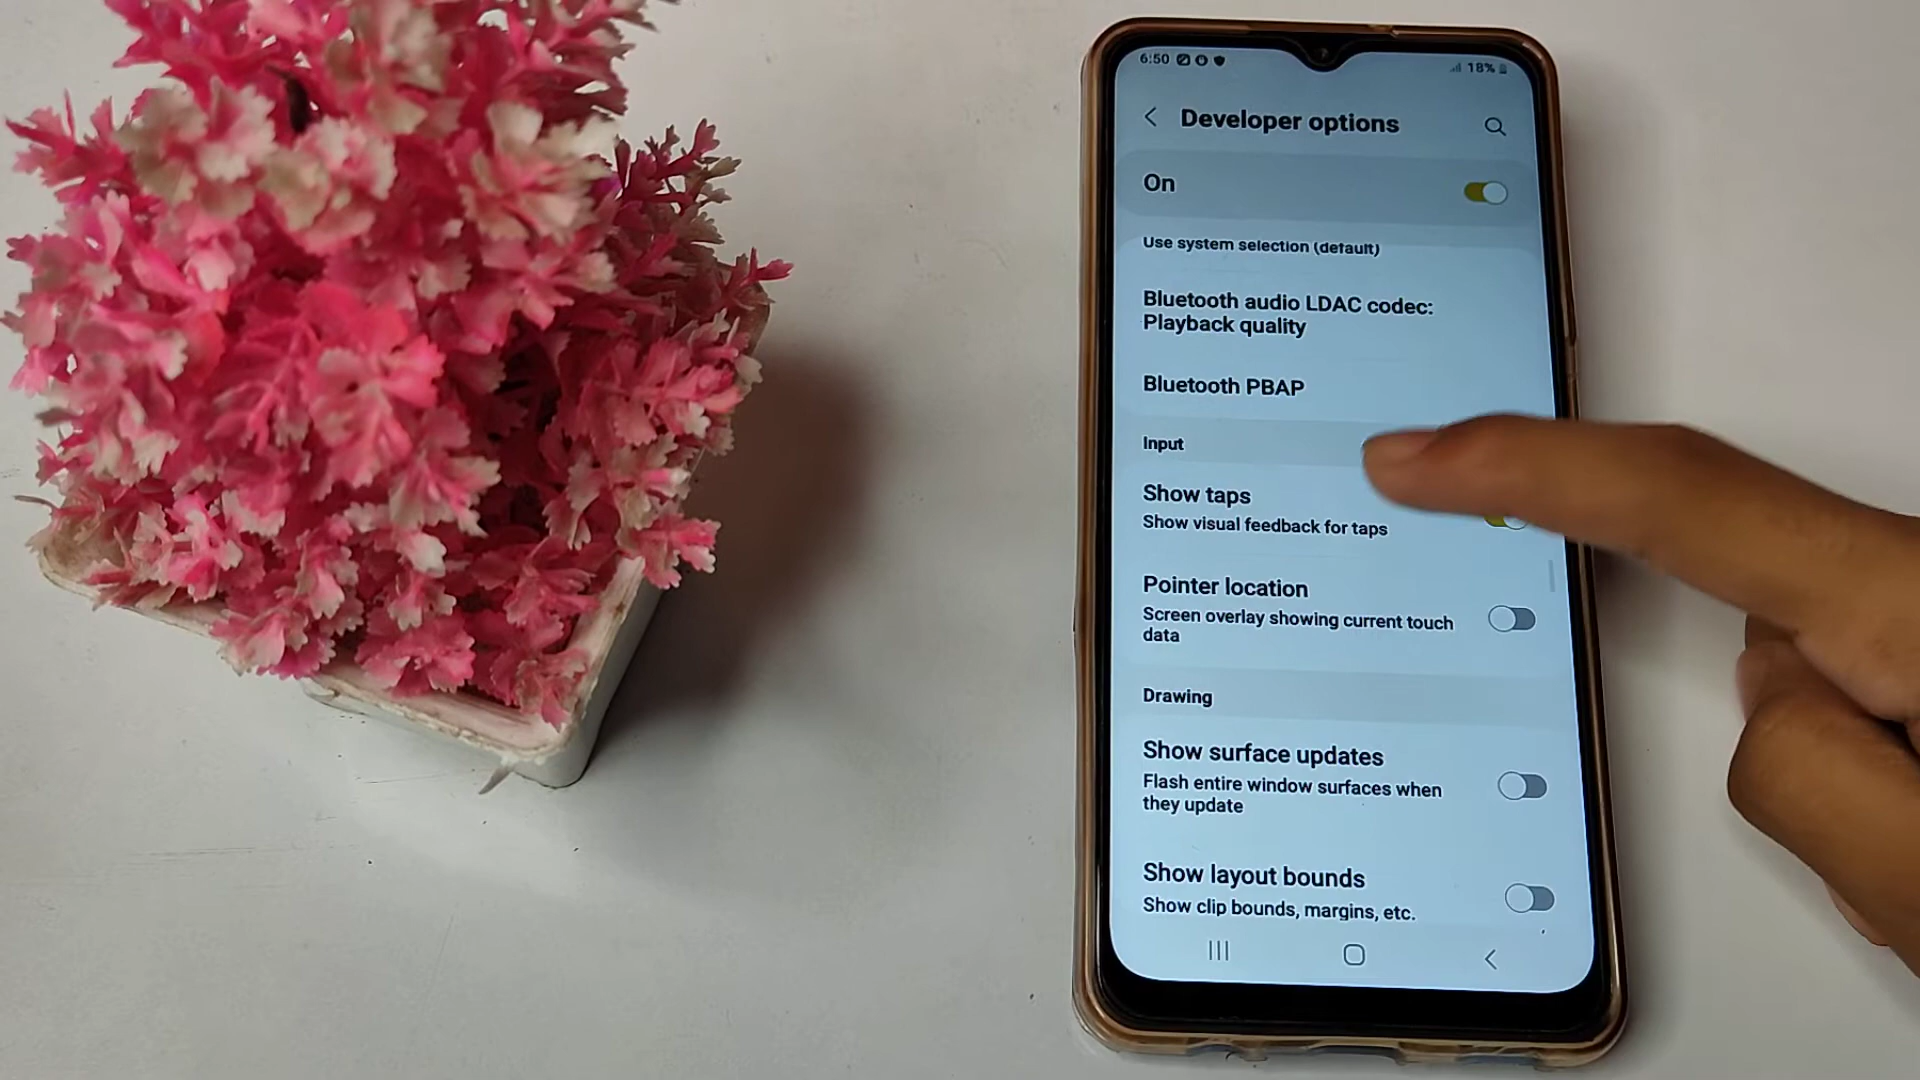 6:50
18%
Developer options
On
Use system selection (default)
Bluetooth audio LDAC codec:
Playback quality
Bluetooth PBAP
Input
Show taps
Show visual feedback for taps
Pointer location
Screen overlay showing current touch
data
Drawing
Show surface updates
Flash entire window surfaces when
they update
Show layout bounds
Show clip bounds, margins, etc.